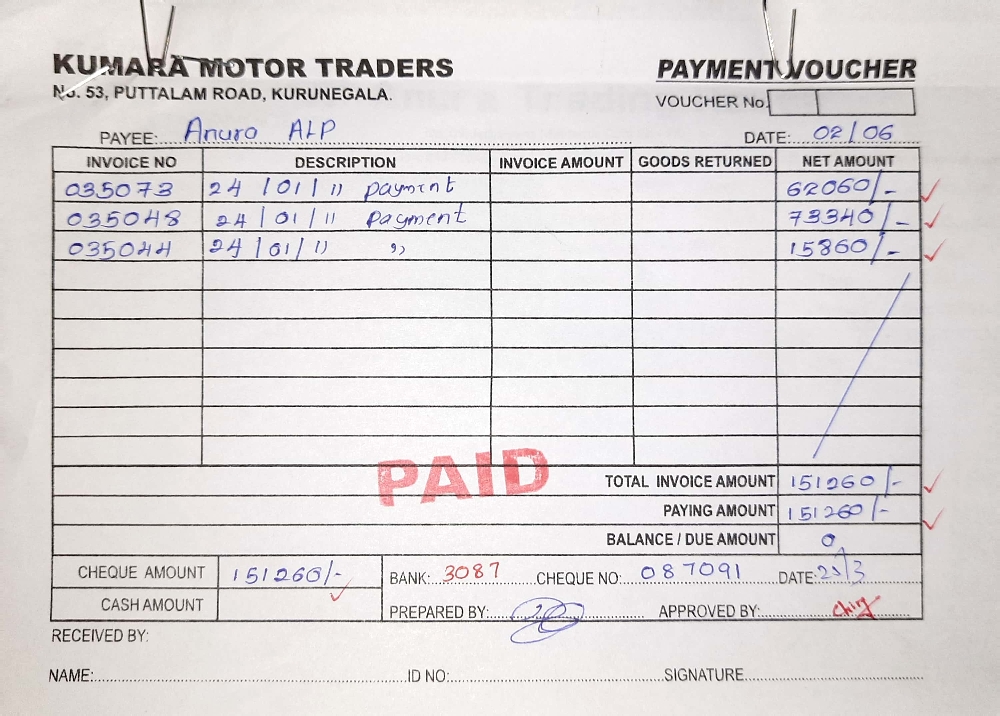 KUMARA MOTOR TRADERS PAYMENT VOUCHER
No. 53, PUTTALAM ROAD, KURUNEGALA. VOUCHER No.
PAYEE: Anura ALP DATE: 02/06
INVOICE NO DESCRIPTION INVOICE AMOUNT GOODS RETURNED NET AMOUNT
035073 24/01/11 payment 62060/-
035048 24/01/11 Payment 73340/-
035044 24/01/11 ,, 15860/-
PAID
TOTAL INVOICE AMOUNT 151260/-
PAYING AMOUNT 151260/-
BALANCE / DUE AMOUNT 0
CHEQUE AMOUNT 151260/- BANK: 3087 CHEQUE NO: 087091 DATE:
CASH AMOUNT PREPARED BY: APPROVED BY:
RECEIVED BY:
NAME: ID NO: SIGNATURE